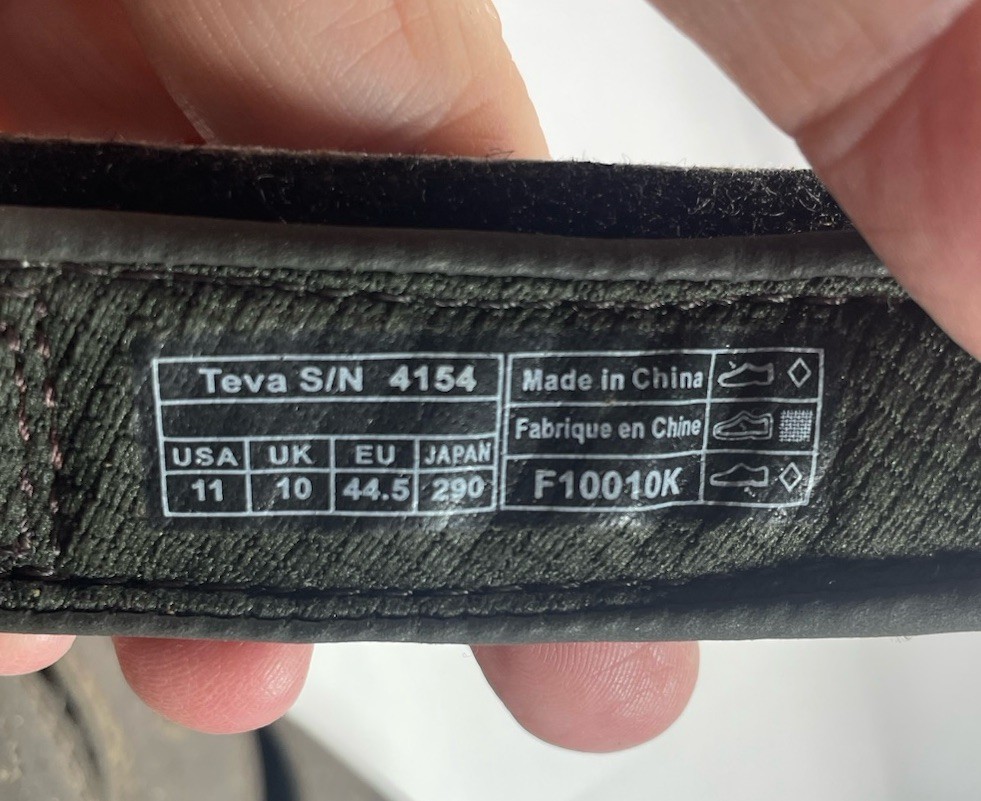 Teva S/N 4154
USA UK EU JAPAN
11 10 44.5 290
Made in China
Fabrique en Chine
F10010K